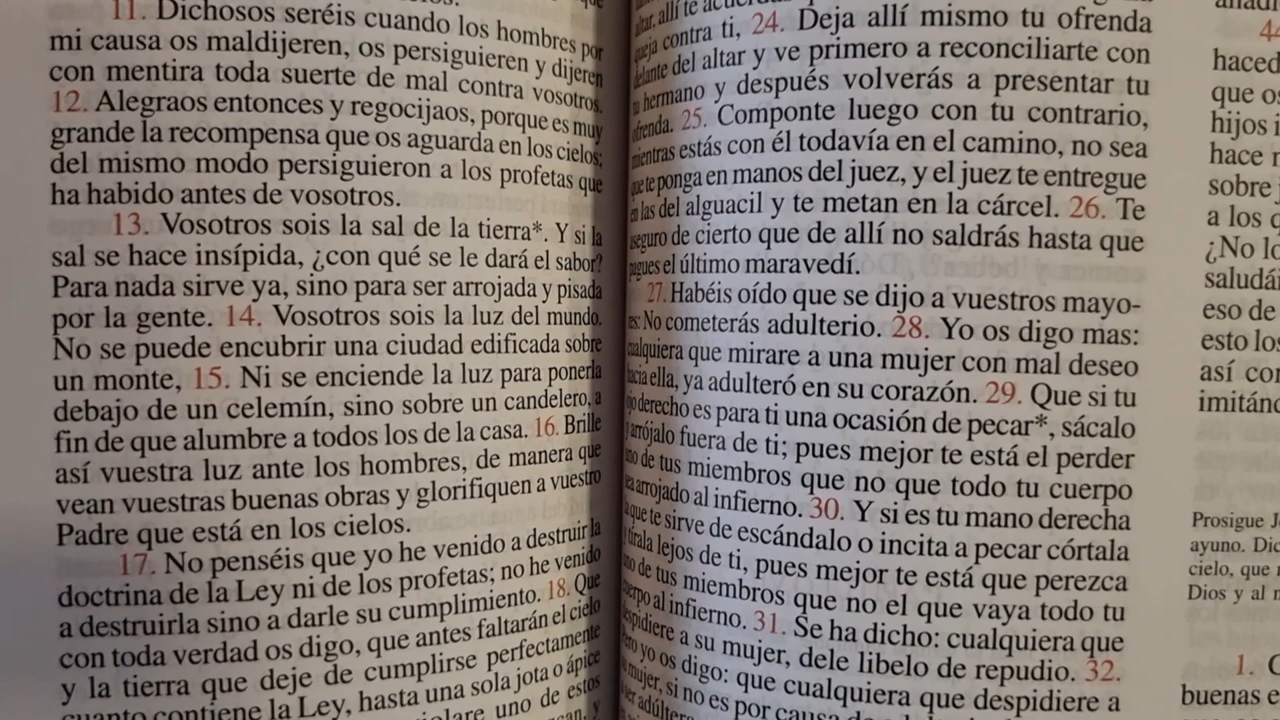 11. Dichosos seréis cuando los hombres por
mi causa os maldijeren, os persiguieren y dijeren
con mentira toda suerte de mal contra vosotros.
12. Alegraos entonces y regocijaos, porque es muy
grande la recompensa que os aguarda en los cielos;
del mismo modo persiguieron a los profetas que
ha habido antes de vosotros.
13. Vosotros sois la sal de la tierra*. Y si la
sal se hace insípida, ¿con qué se le dará el sabor?
Para nada sirve ya, sino para ser arrojada y pisada
por la gente. 14. Vosotros sois la luz del mundo.
No se puede encubrir una ciudad edificada sobre
un monte, 15. Ni se enciende la luz para ponerla
debajo de un celemín, sino sobre un candelero, a
fin de que alumbre a todos los de la casa. 16. Brille
así vuestra luz ante los hombres, de manera que
vean vuestras buenas obras y glorifiquen a vuestro
Padre que está en los cielos.
17. No penséis que yo he venido a destruir la
doctrina de la Ley ni de los profetas; no he venido
a destruirla sino a darle su cumplimiento. 18. Que
con toda verdad os digo, que antes faltarán el cielo
y la tierra que deje de cumplirse perfectamente
cuanto contiene la Ley, hasta una sola jota o ápice
uno de estos
altar, allí te
queja contra ti, 24. Deja allí mismo tu ofrenda
delante del altar y ve primero a reconciliarte con
tu hermano y después volverás a presentar tu
ofrenda. 25. Componte luego con tu contrario,
mientras estás con él todavía en el camino, no sea
que te ponga en manos del juez, y el juez te entregue
en las del alguacil y te metan en la cárcel. 26. Te
aseguro de cierto que de allí no saldrás hasta que
pagues el último maravedí.
27. Habéis oído que se dijo a vuestros mayo-
res: No cometerás adulterio. 28. Yo os digo mas:
cualquiera que mirare a una mujer con mal deseo
hacia ella, ya adulteró en su corazón. 29. Que si tu
ojo derecho es para ti una ocasión de pecar*, sácalo
y arrójalo fuera de ti; pues mejor te está el perder
uno de tus miembros que no que todo tu cuerpo
sea arrojado al infierno. 30. Y si es tu mano derecha
la que te sirve de escándalo o incita a pecar córtala
y tírala lejos de ti, pues mejor te está que perezca
uno de tus miembros que no el que vaya todo tu
cuerpo al infierno. 31. Se ha dicho: cualquiera que
despidiere a su mujer, dele libelo de repudio. 32.
Pero yo os digo: que cualquiera que despidiere a
su mujer, si no es por causa de
haced
que
hijos
hace
sobre
a los
¿No
eso de
esto
así
Prosigue
ayuno.
cielo, que
Dios y al
1.
buenas